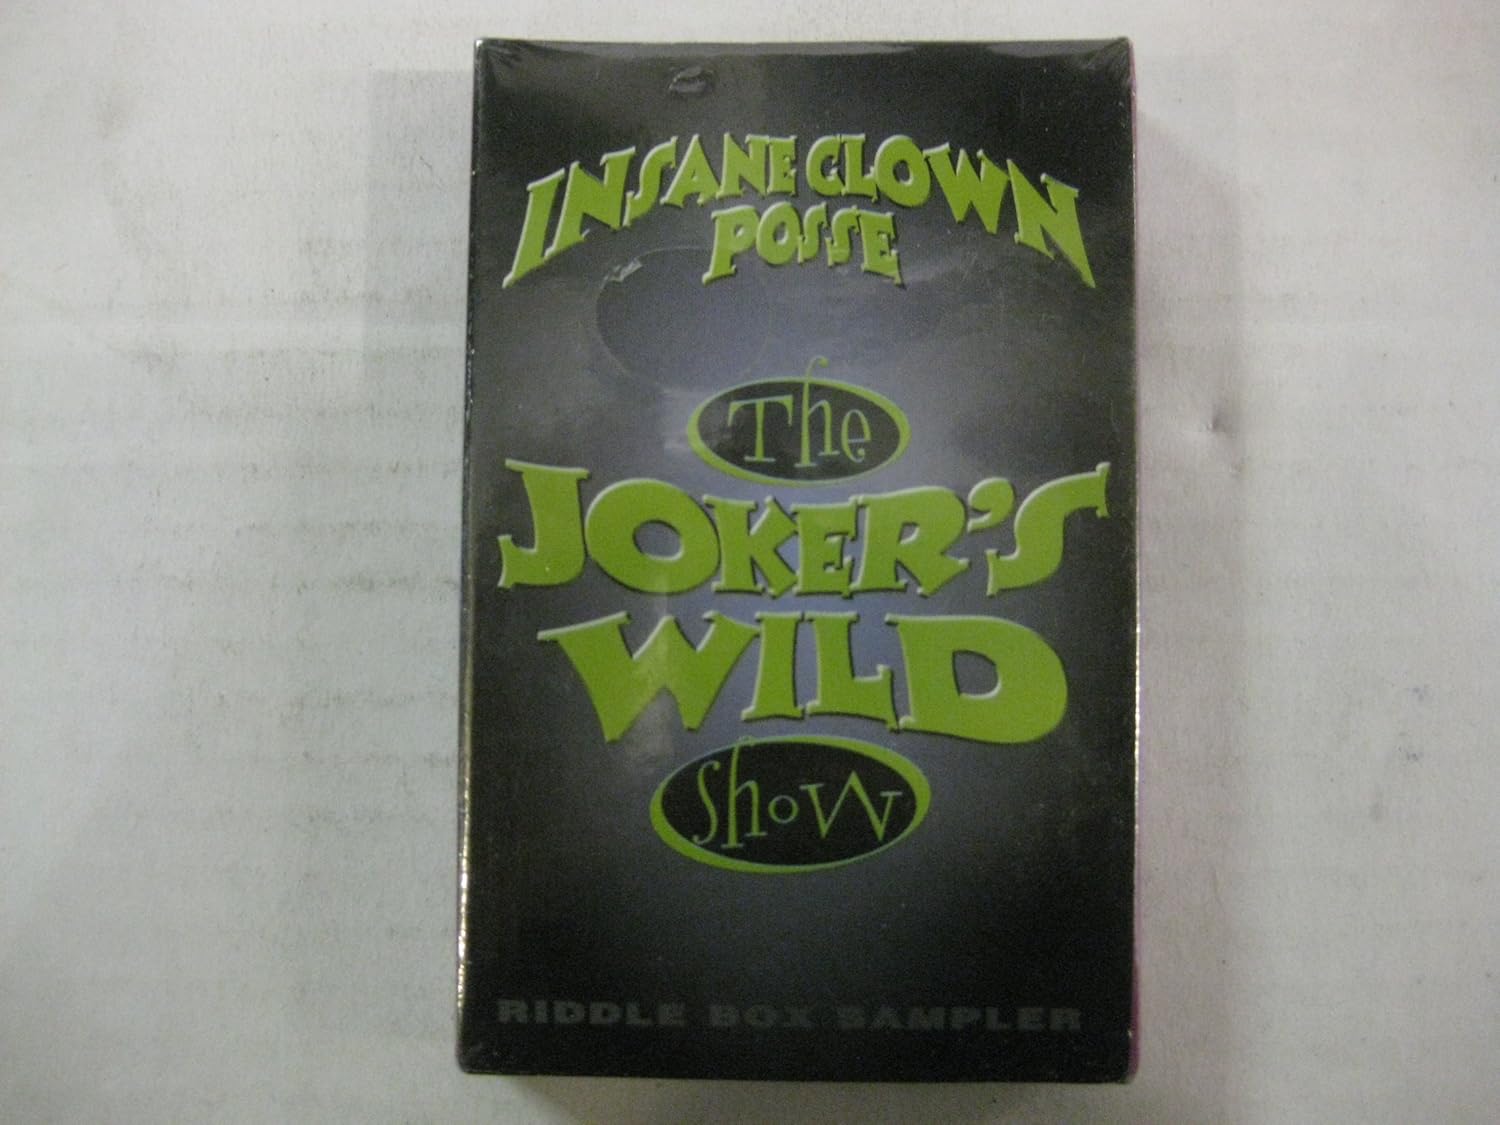 INSANE CLOWN
POSSE
The
JOKER'S
WILD
Show
RIDDLE BOX SAMPLER